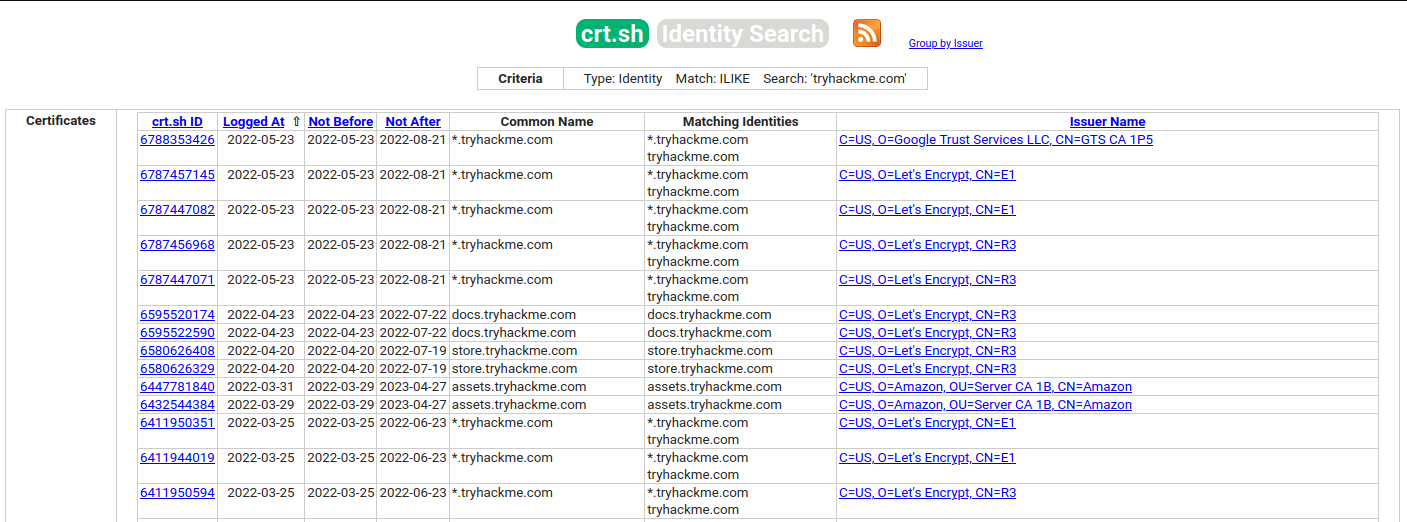 crt.sh Identity Search Group by Issuer
Criteria Type: Identity Match: ILIKE Search: 'tryhackme.com'
Certificates crt.sh ID Logged At ⇧ Not Before Not After Common Name Matching Identities Issuer Name
6788353426 2022-05-23 2022-05-23 2022-08-21 *.tryhackme.com *.tryhackme.com C=US, O=Google Trust Services LLC, CN=GTS CA 1P5
tryhackme.com
6787457145 2022-05-23 2022-05-23 2022-08-21 *.tryhackme.com *.tryhackme.com C=US, O=Let's Encrypt, CN=E1
tryhackme.com
6787447082 2022-05-23 2022-05-23 2022-08-21 *.tryhackme.com *.tryhackme.com C=US, O=Let's Encrypt, CN=E1
tryhackme.com
6787456968 2022-05-23 2022-05-23 2022-08-21 *.tryhackme.com *.tryhackme.com C=US, O=Let's Encrypt, CN=R3
tryhackme.com
6787447071 2022-05-23 2022-05-23 2022-08-21 *.tryhackme.com *.tryhackme.com C=US, O=Let's Encrypt, CN=R3
tryhackme.com
6595520174 2022-04-23 2022-04-23 2022-07-22 docs.tryhackme.com docs.tryhackme.com C=US, O=Let's Encrypt, CN=R3
6595522590 2022-04-23 2022-04-23 2022-07-22 docs.tryhackme.com docs.tryhackme.com C=US, O=Let's Encrypt, CN=R3
6580626408 2022-04-20 2022-04-20 2022-07-19 store.tryhackme.com store.tryhackme.com C=US, O=Let's Encrypt, CN=R3
6580626329 2022-04-20 2022-04-20 2022-07-19 store.tryhackme.com store.tryhackme.com C=US, O=Let's Encrypt, CN=R3
6447781840 2022-03-31 2022-03-29 2023-04-27 assets.tryhackme.com assets.tryhackme.com C=US, O=Amazon, OU=Server CA 1B, CN=Amazon
6432544384 2022-03-29 2022-03-29 2023-04-27 assets.tryhackme.com assets.tryhackme.com C=US, O=Amazon, OU=Server CA 1B, CN=Amazon
6411950351 2022-03-25 2022-03-25 2022-06-23 *.tryhackme.com *.tryhackme.com C=US, O=Let's Encrypt, CN=E1
tryhackme.com
6411944019 2022-03-25 2022-03-25 2022-06-23 *.tryhackme.com *.tryhackme.com C=US, O=Let's Encrypt, CN=E1
tryhackme.com
6411950594 2022-03-25 2022-03-25 2022-06-23 *.tryhackme.com *.tryhackme.com C=US, O=Let's Encrypt, CN=R3
tryhackme.com